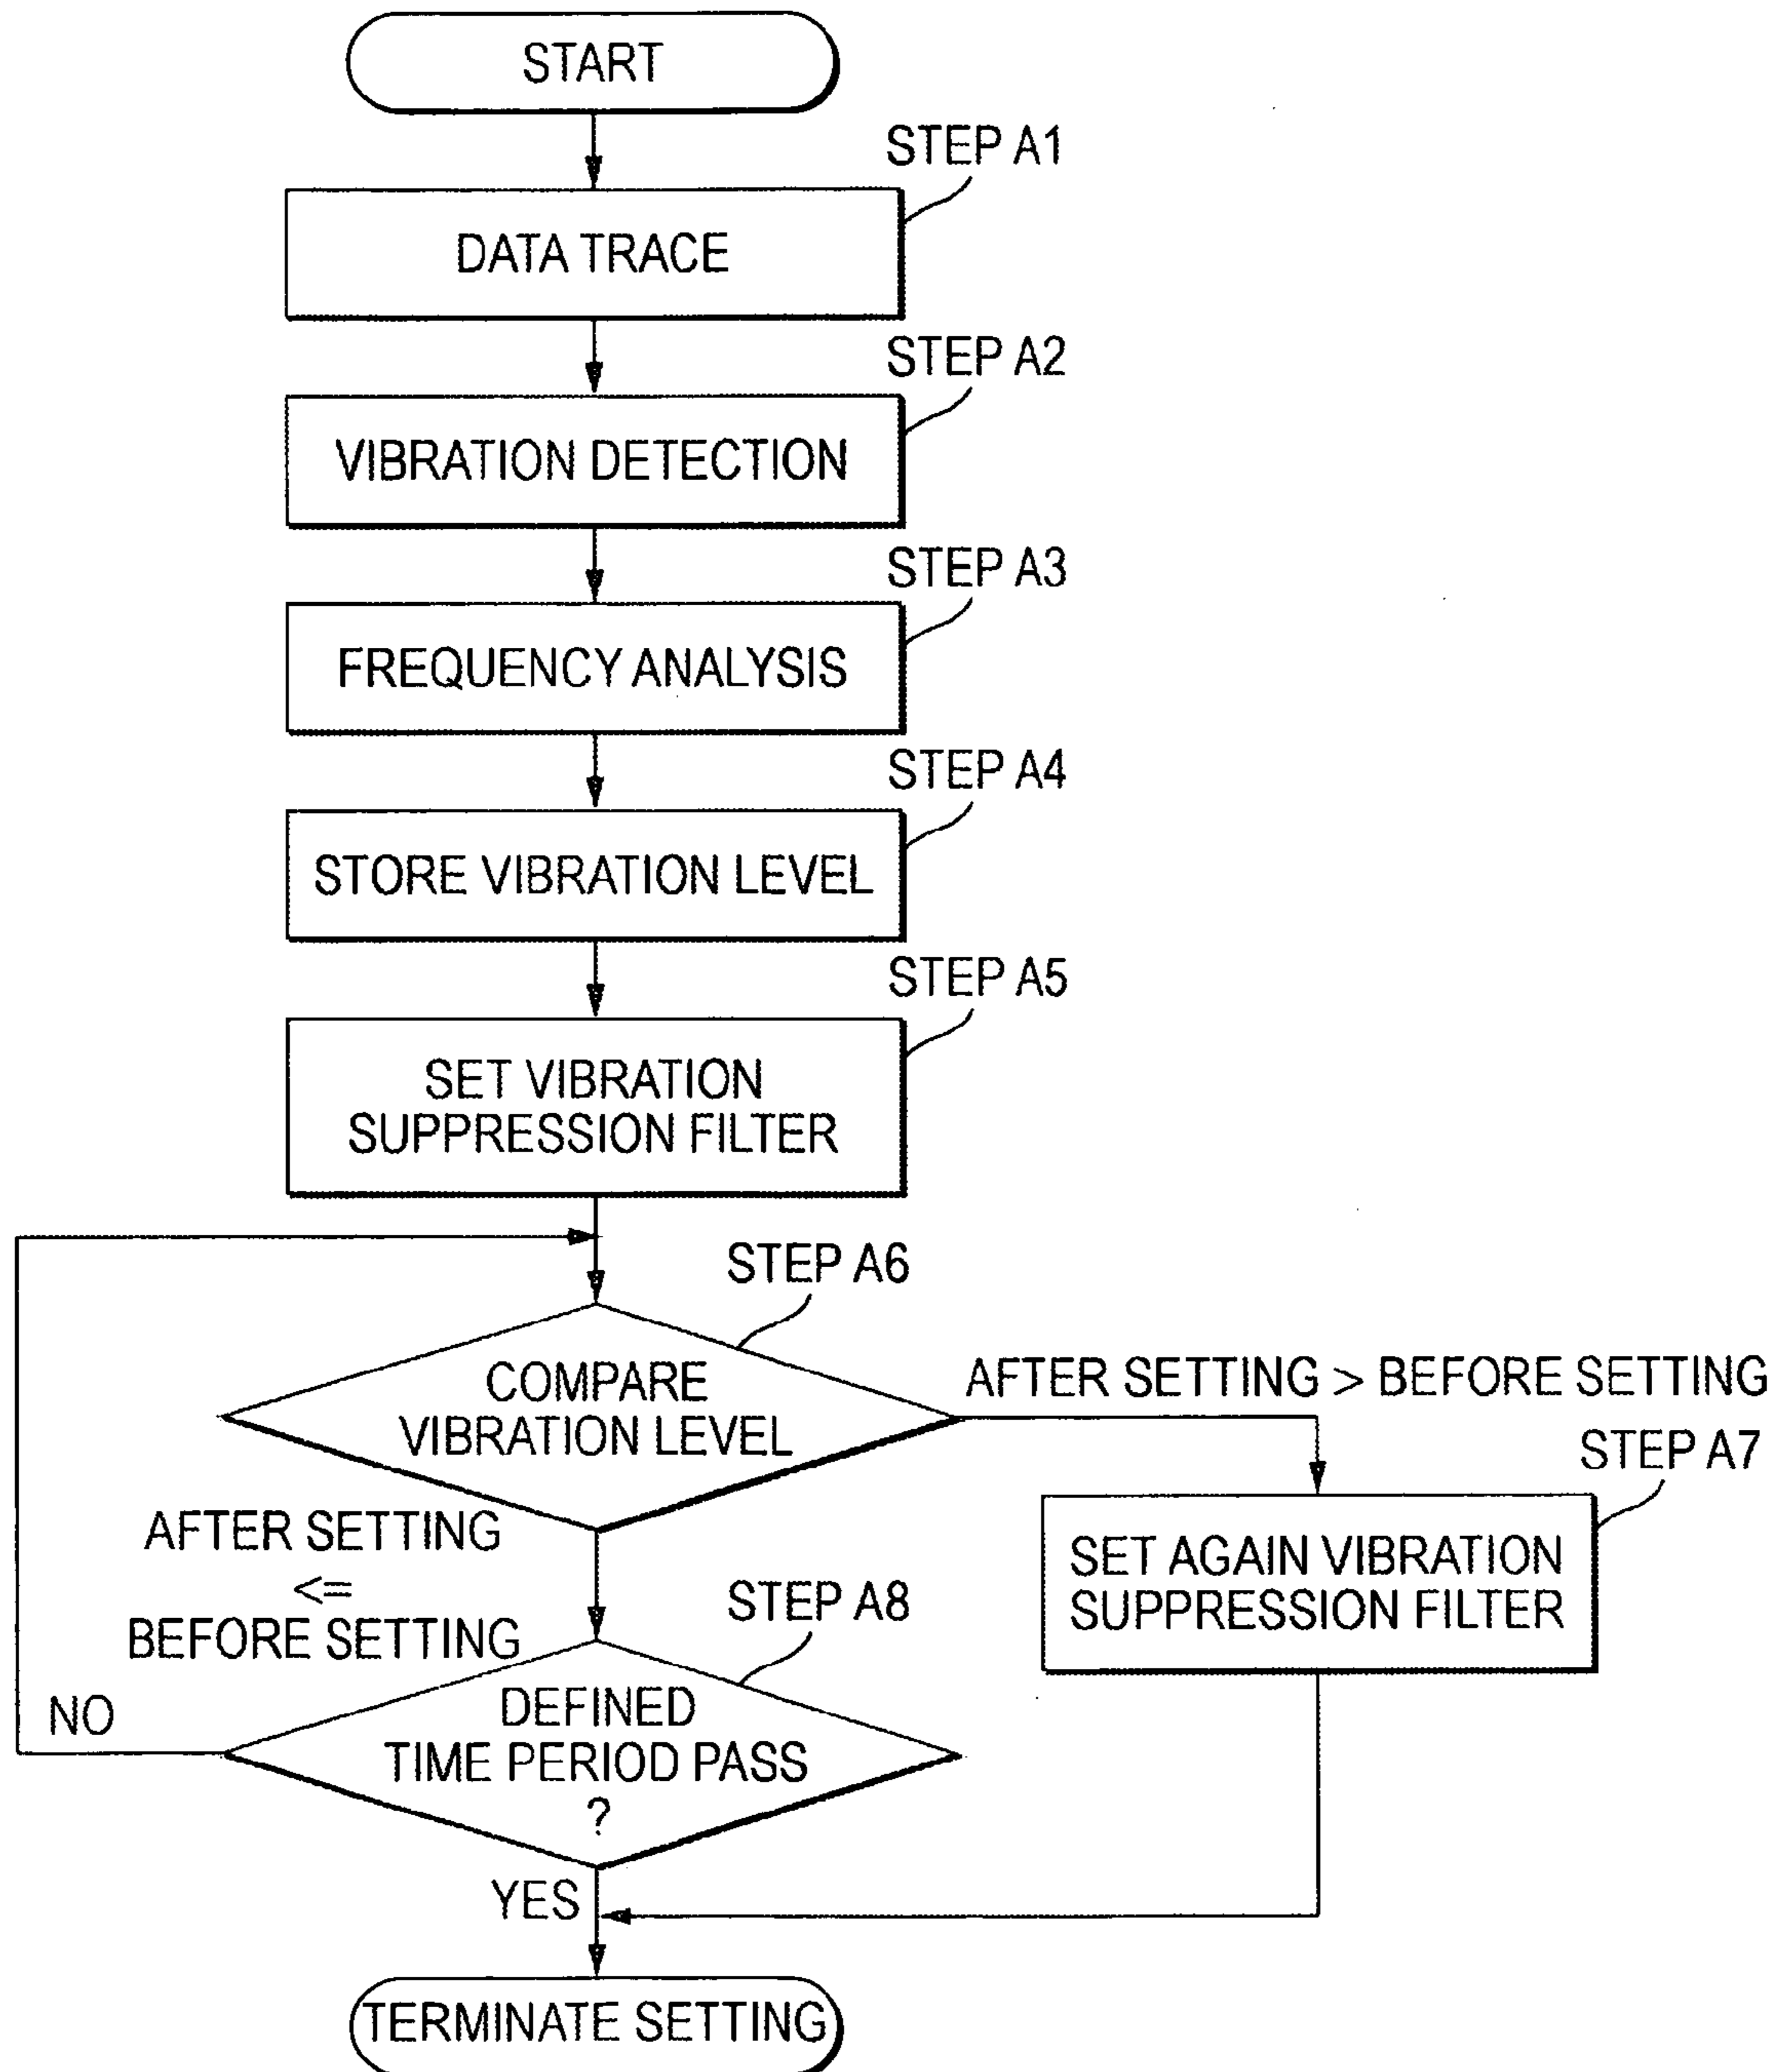 START
STEP A1
DATA TRACE
STEP A2
VIBRATION DETECTION
STEP A3
FREQUENCY ANALYSIS
STEP A4
STORE VIBRATION LEVEL
STEP A5
SET VIBRATION
SUPPRESSION FILTER
STEP A6
COMPARE
VIBRATION LEVEL
AFTER SETTING > BEFORE SETTING
STEP A7
SET AGAIN VIBRATION
SUPPRESSION FILTER
AFTER SETTING
<=
BEFORE SETTING
STEP A8
DEFINED
TIME PERIOD PASS
?
NO
YES
TERMINATE SETTING